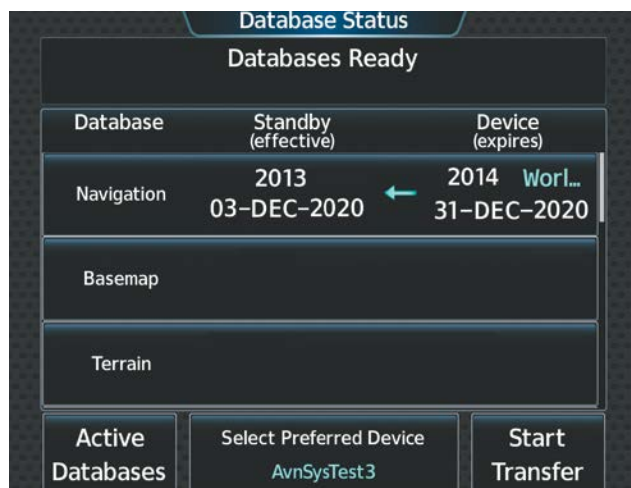 Database Status
Databases Ready
Database Standby Device
(effective) (expires)
Navigation 2013 2014 Worl...
03-DEC-2020 31-DEC-2020
Basemap
Terrain
Active Databases
Select Preferred Device
AvnSysTest3
Start Transfer